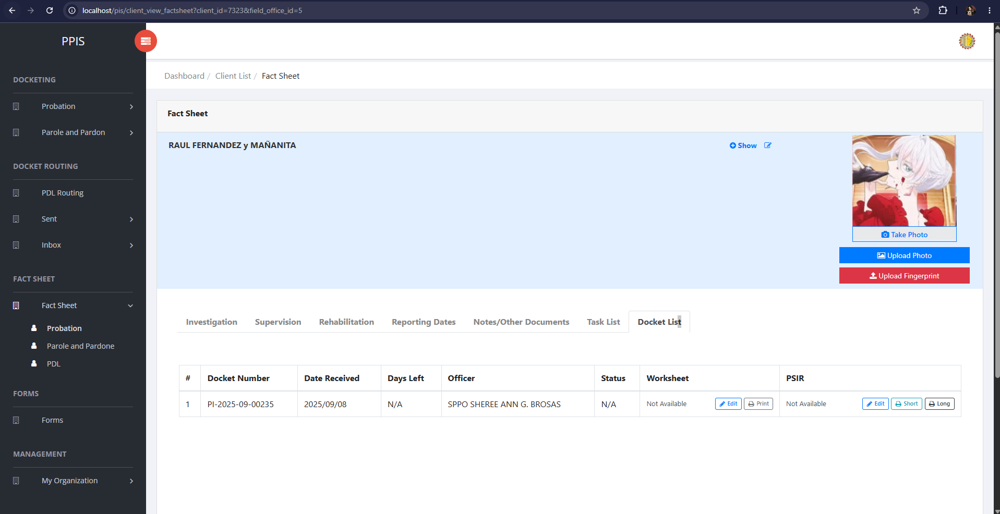 localhost/pis/client_view_factsheet?client_id=7323&field_office_id=5
PPIS
DOCKETING
Probation
Parole and Pardon
DOCKET ROUTING
PDL Routing
Sent
Inbox
FACT SHEET
Fact Sheet
Probation
Parole and Pardone
PDL
FORMS
Forms
MANAGEMENT
My Organization
Dashboard / Client List / Fact Sheet
Fact Sheet
RAUL FERNANDEZ y MAÑANITA
Show
Take Photo
Upload Photo
Upload Fingerprint
Investigation Supervision Rehabilitation Reporting Dates Notes/Other Documents Task List Docket List
# Docket Number Date Received Days Left Officer Status Worksheet PSIR
1 PI-2025-09-00235 2025/09/08 N/A SPPO SHEREE ANN G. BROSAS N/A Not Available Edit Print Not Available Edit Short Long